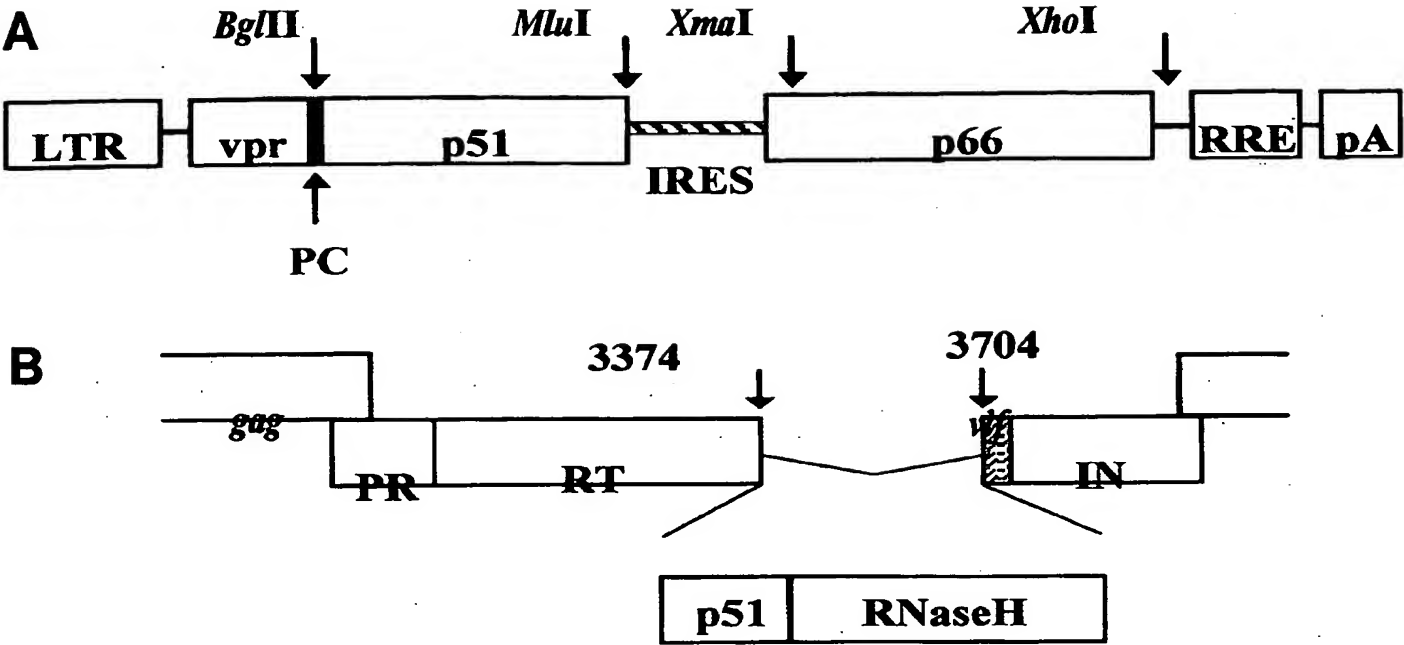 A
BglII MluI XmaI XhoI
LTR vpr p51 p66 RRE pA
IRES
PC
B
3374 3704
gag
PR RT IN
p51 RNaseH